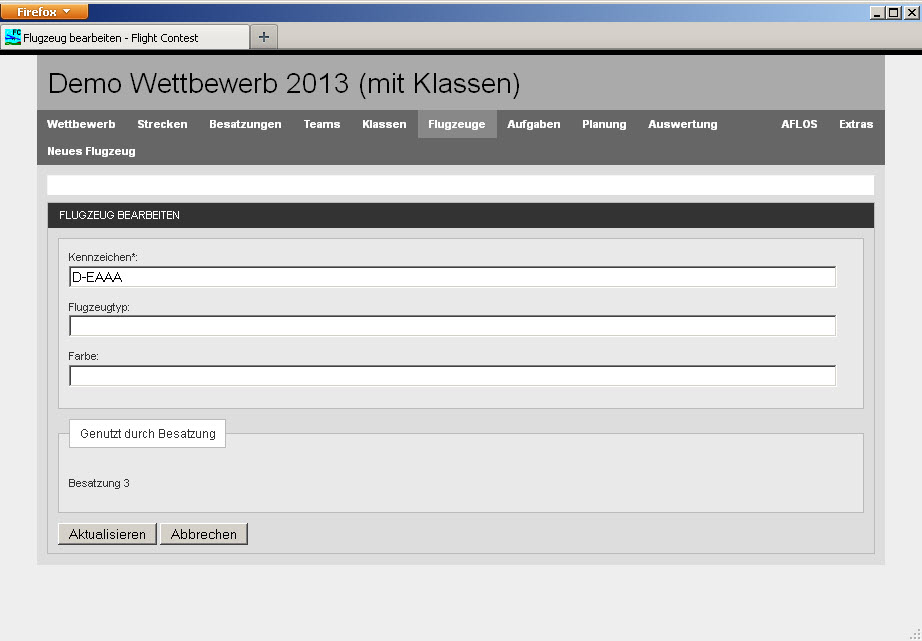 Firefox
Flugzeug bearbeiten - Flight Contest
Demo Wettbewerb 2013 (mit Klassen)
Wettbewerb Strecken Besatzungen Teams Klassen Flugzeuge Aufgaben Planung Auswertung AFLOS Extras
Neues Flugzeug
FLUGZEUG BEARBEITEN
Kennzeichen*:
D-EAAA
Flugzeugtyp:
Farbe:
Genutzt durch Besatzung
Besatzung 3
Aktualisieren Abbrechen